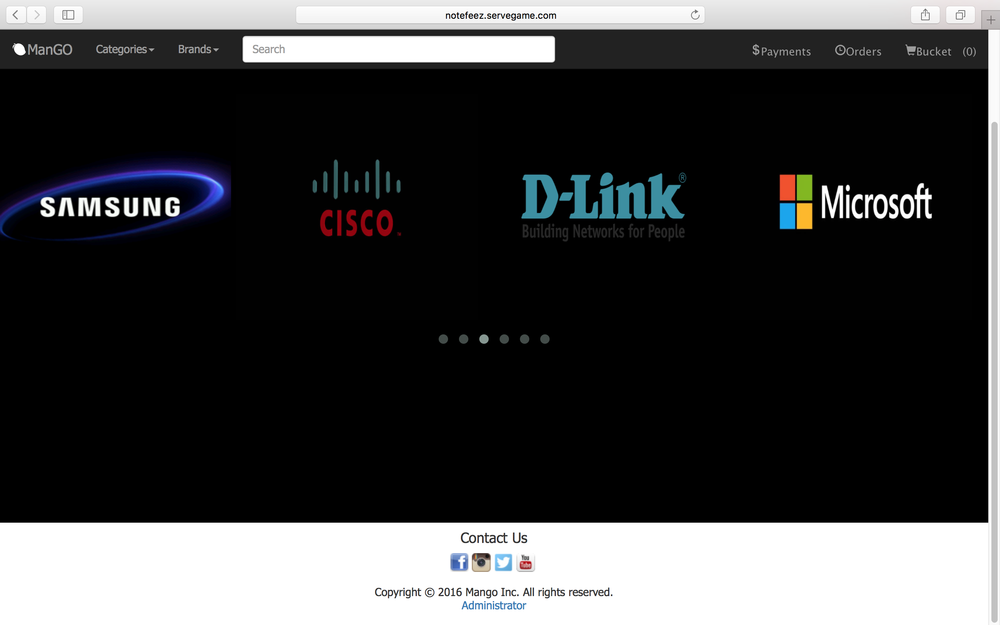 notefeez.servegame.com
ManGO Categories Brands Search $Payments Orders Bucket (0)
SAMSUNG
CISCO™
D-Link®
Building Networks for People
Microsoft
Contact Us
f
You
Tube
Copyright © 2016 Mango Inc. All rights reserved.
Administrator